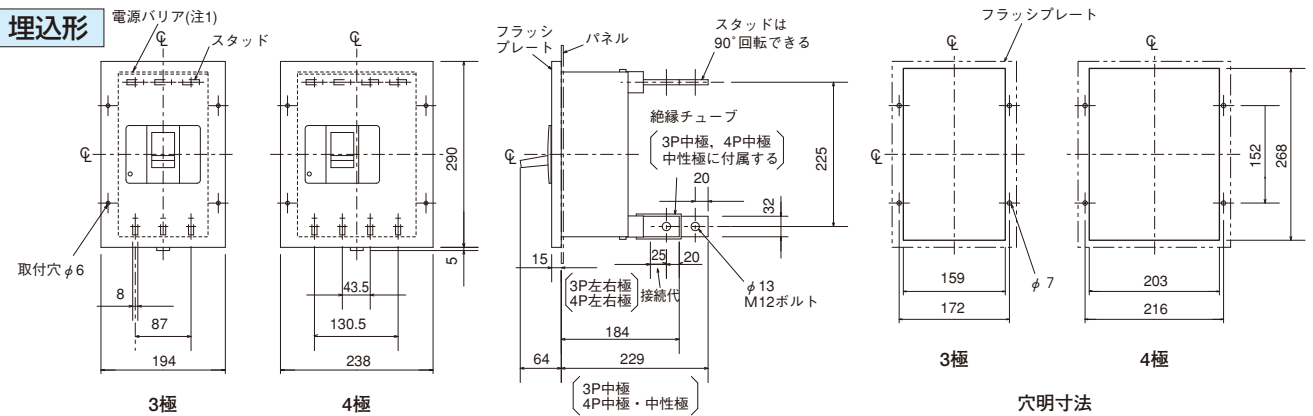 埋込形
電源バリア(注1)
スタッド
取付穴φ6
8
87
194
3極
43.5
130.5
238
4極
290
5
フラッシ
プレート
パネル
スタッドは
90°回転できる
絶縁チューブ
3P中極，4P中極
中性極に付属する
225
20
32
15
3P左右極
4P左右極
25
20
接続代
φ13
M12ボルト
184
64
229
3P中極
4P中極・中性極
フラッシプレート
159
172
φ7
3極
152
268
203
216
4極
穴明寸法